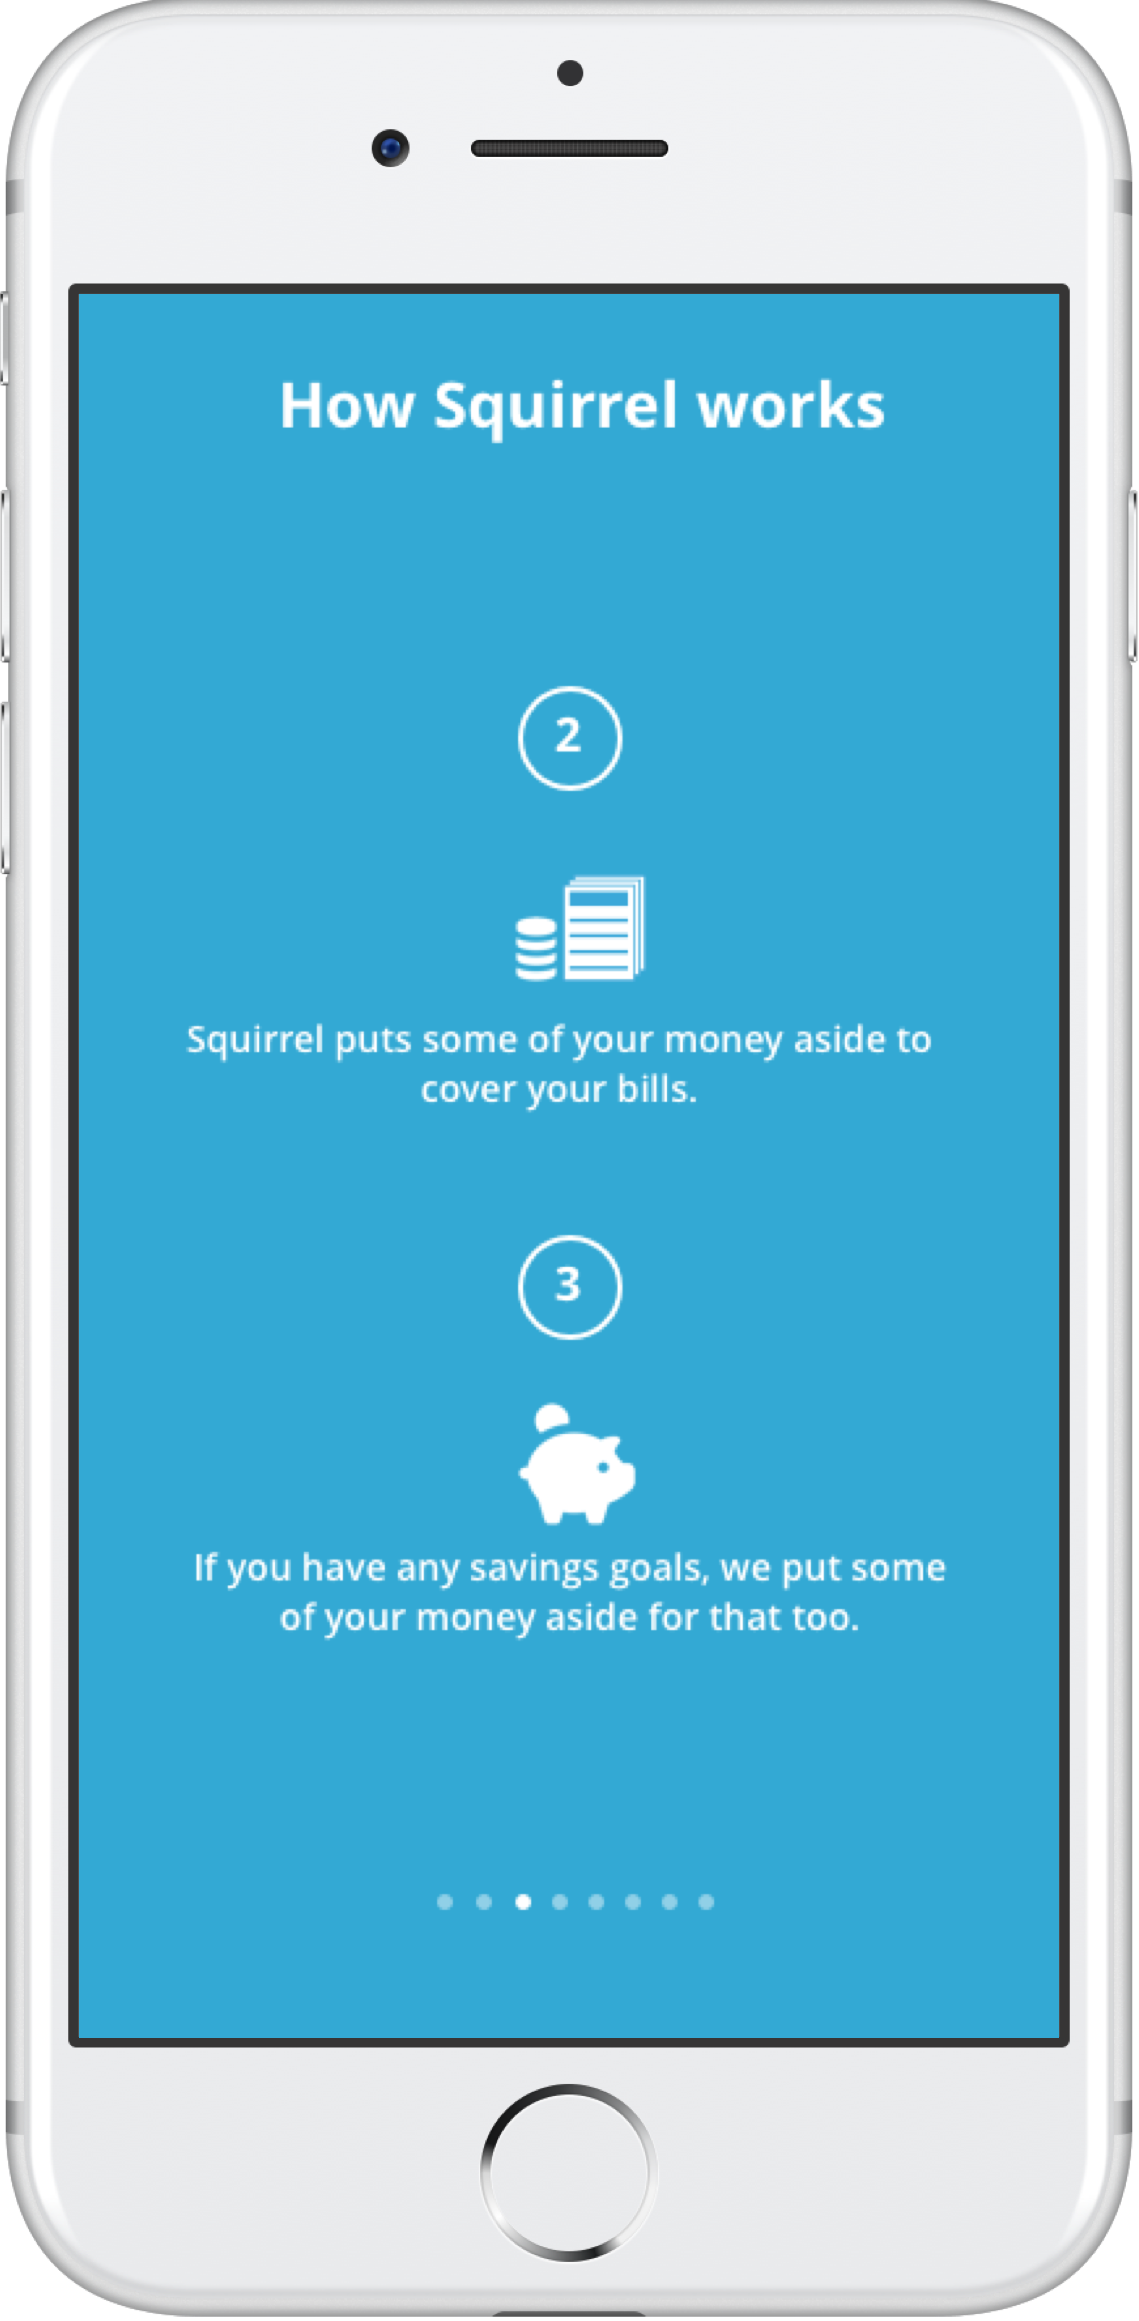 How Squirrel works
2
Squirrel puts some of your money aside to
cover your bills.
3
If you have any savings goals, we put some
of your money aside for that too.